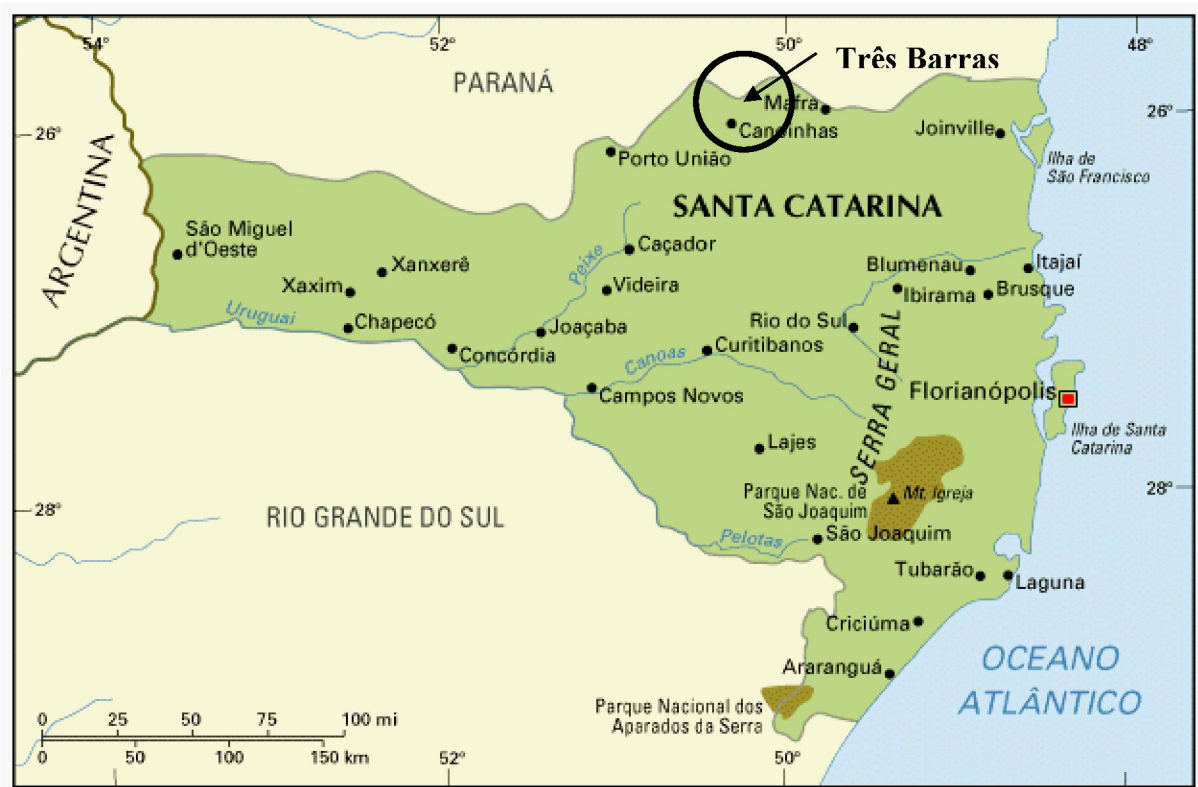 54°
52°
50°
48°
Três Barras
PARANÁ
Mafra
26°
26°
Canoinhas
Joinville
Porto União
Ilha de
São Francisco
ARGENTINA
SANTA CATARINA
São Miguel
d'Oeste
Caçador
Peixe
Xanxerê
Blumenau
Itajaí
Xaxim
Videira
Ibirama
Brusque
Uruguai
Chapecó
Joaçaba
Rio do Sul
Concórdia
Canoas
Curitibanos
SERRA GERAL
Campos Novos
Florianópolis
Ilha de Santa
Catarina
Lajes
Parque Nac. de
São Joaquim
Mt. Igreja
28°
28°
RIO GRANDE DO SUL
Pelotas
São Joaquim
Tubarão
Laguna
Criciúma
Araranguá
OCEANO
ATLÂNTICO
Parque Nacional dos
Aparados da Serra
0 25 50 75 100 mi
0 50 100 150 km
52°
50°